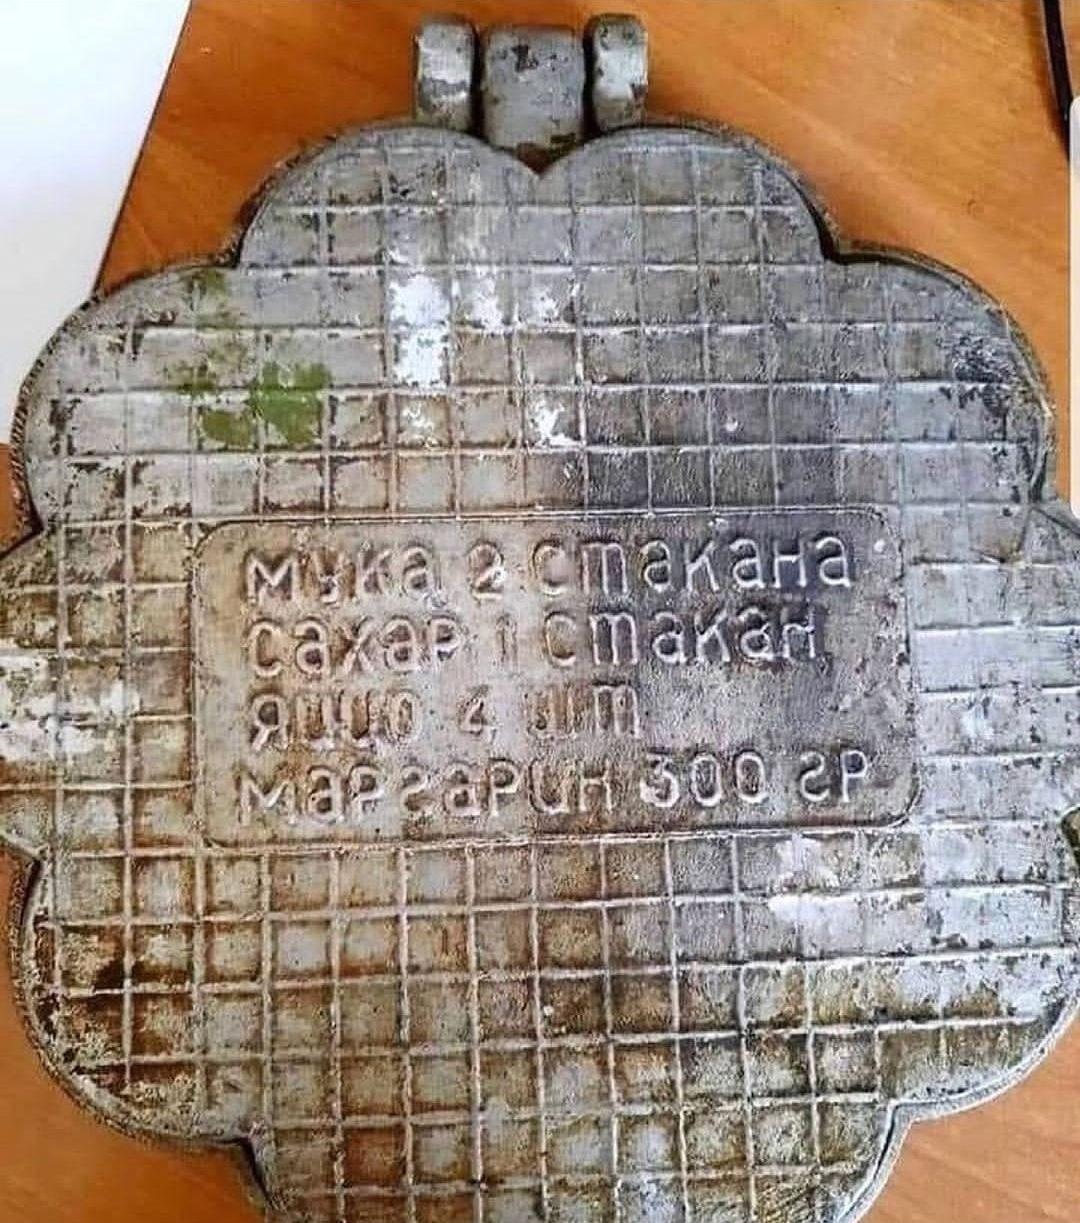 мука 2 стакана
сахар 1 стакан
яйцо 4 шт
маргарин 300 гр